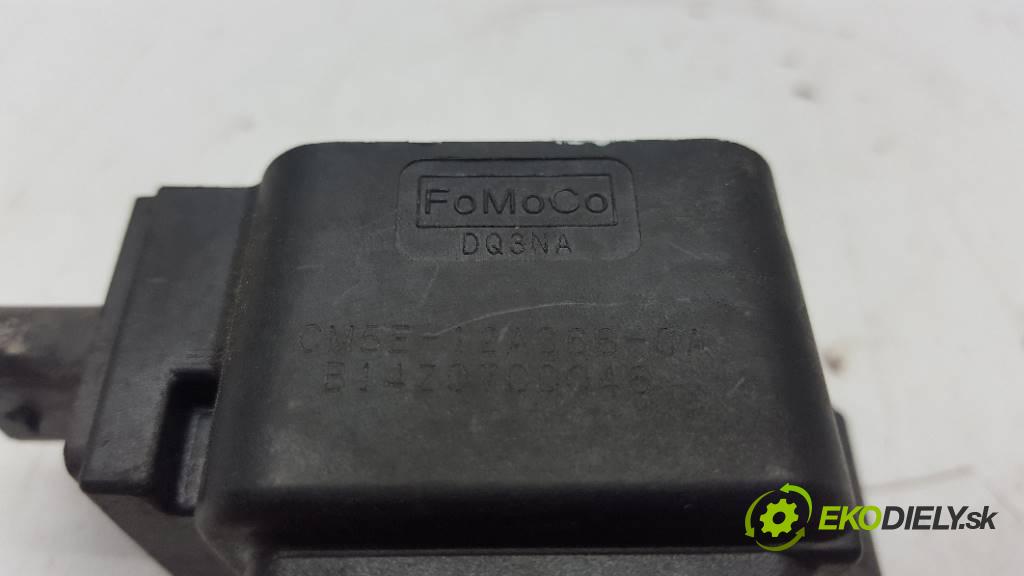 FoMoCo
DQ3NA
CM5E-12A366-CA
EKODIELY.sk